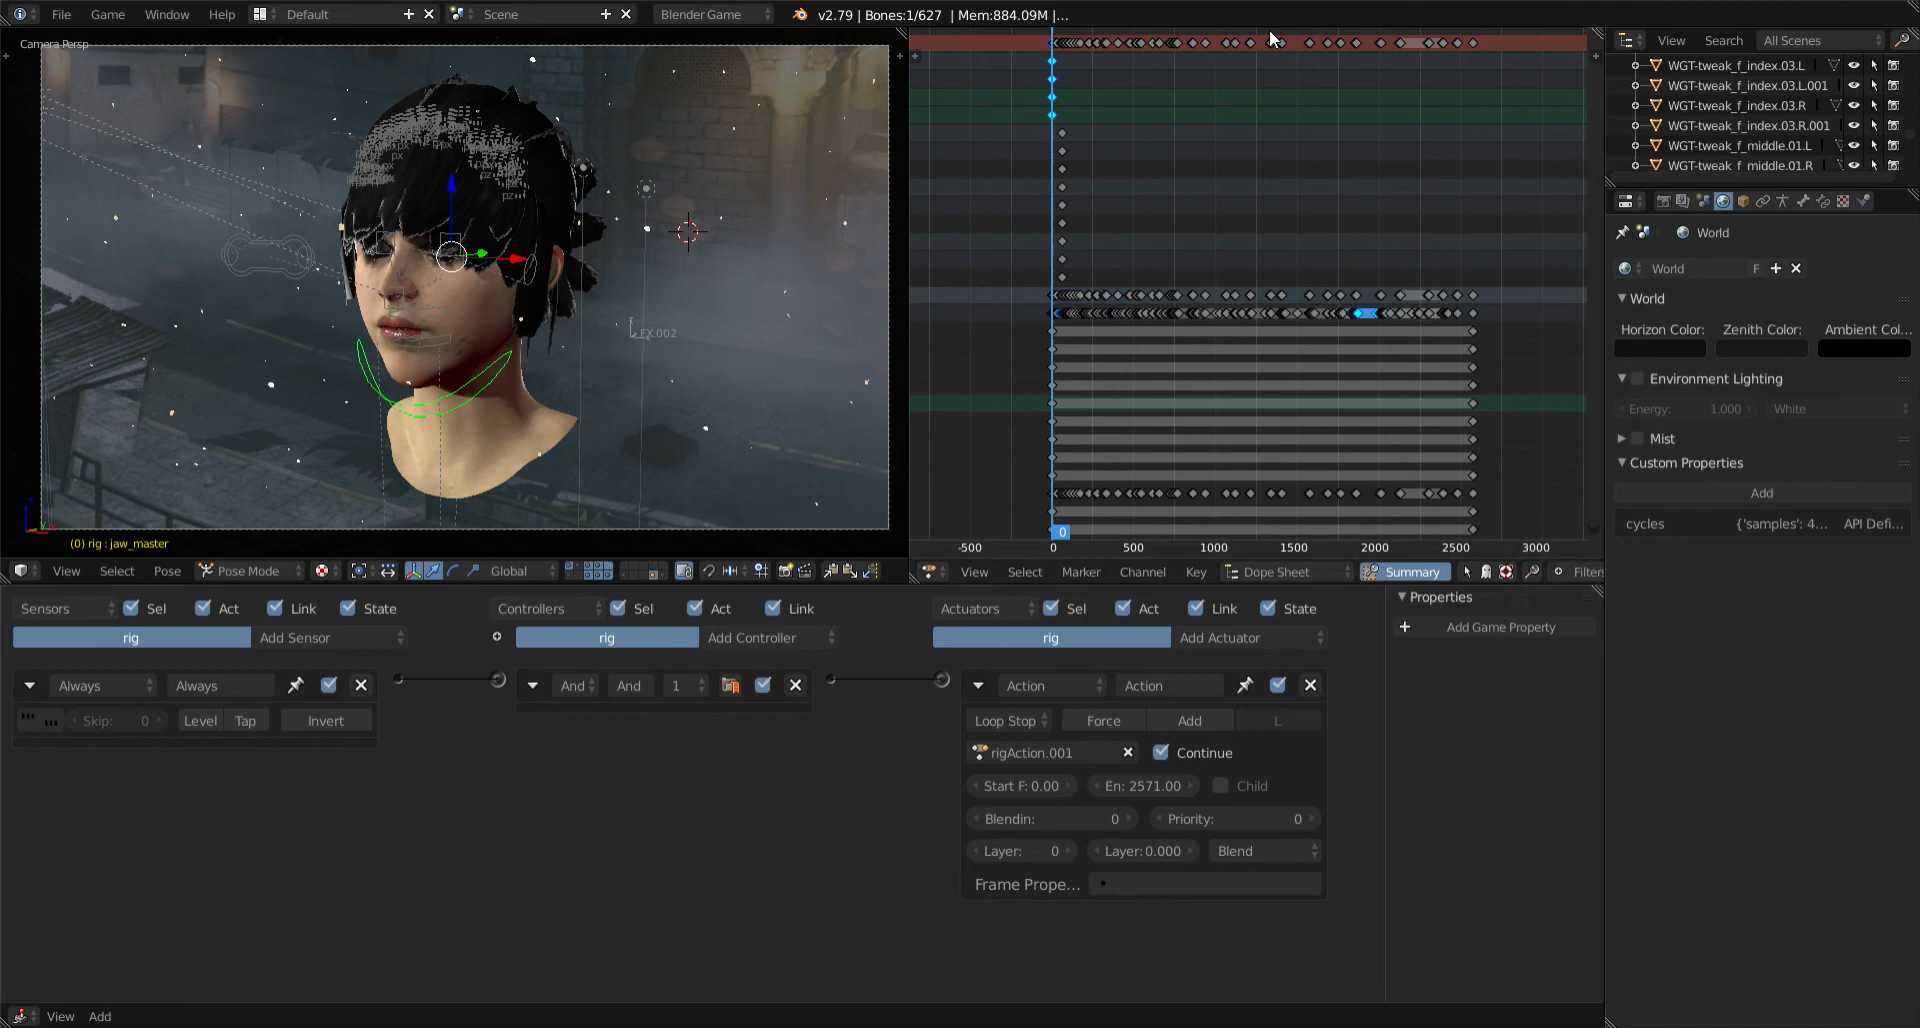 File Game Window Help Default Scene Blender Game v2.79 | Bones:1/627 | Mem:884.09M |...
Camera Persp
px
px
px
pz
pz
pz
EX.002
(0) rig : jaw_master
View Select Pose Pose Mode Global
0
-500 0 500 1000 1500 2000 2500 3000
View Select Marker Channel Key Dope Sheet Summary Filters
View Search All Scenes
WGT-tweak_f_index.03.L
WGT-tweak_f_index.03.L.001
WGT-tweak_f_index.03.R
WGT-tweak_f_index.03.R.001
WGT-tweak_f_middle.01.L
WGT-tweak_f_middle.01.R
World
World F
World
Horizon Color: Zenith Color: Ambient Col...
Environment Lighting
Energy: 1.000 White
Mist
Custom Properties
Add
cycles {'samples': 4... API Defi...
Sensors Sel Act Link State
rig Add Sensor
Always Always
Skip: 0 Level Tap Invert
Controllers Sel Act Link
rig Add Controller
And And 1
Actuators Sel Act Link State
rig Add Actuator
Action Action
Loop Stop Force Add L
rigAction.001 Continue
Start F: 0.00 En: 2571.00 Child
Blendin: 0 Priority: 0
Layer: 0 Layer: 0.000 Blend
Frame Prope...
Properties
Add Game Property
View Add